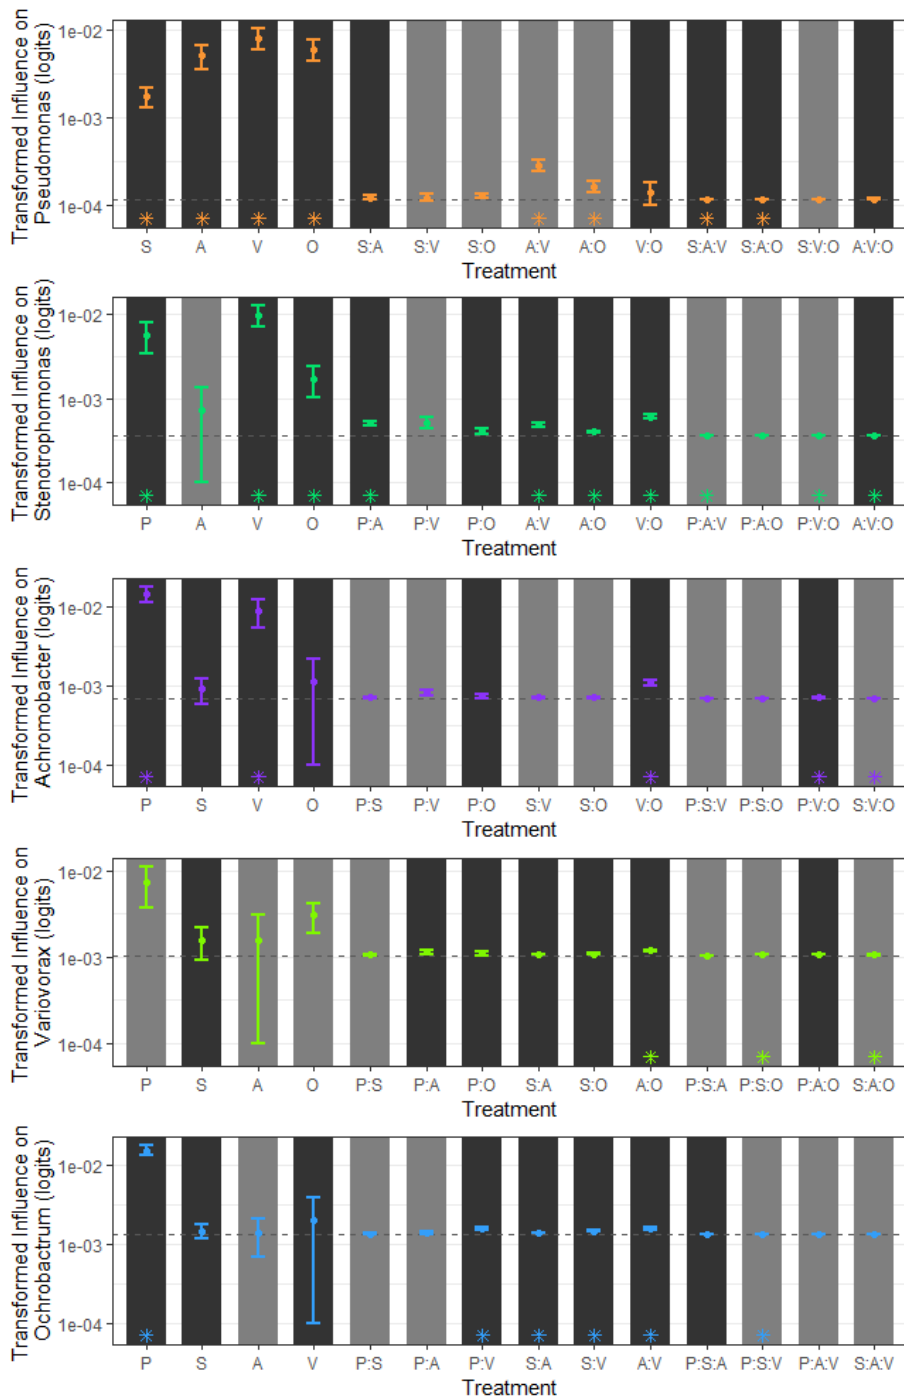 Transformed Influence on
Pseudomonas (logits)
1e-02
1e-03
1e-04
S A V O S:A S:V S:O A:V A:O V:O S:A:V S:A:O S:V:O A:V:O
Treatment
Transformed Influence on
Stenotrophomonas (logits)
1e-02
1e-03
1e-04
P A V O P:A P:V P:O A:V A:O V:O P:A:V P:A:O P:V:O A:V:O
Treatment
Transformed Influence on
Achromobacter (logits)
1e-02
1e-03
1e-04
P S V O P:S P:V P:O S:V S:O V:O P:S:V P:S:O P:V:O S:V:O
Treatment
Transformed Influence on
Variovorax (logits)
1e-02
1e-03
1e-04
P S A O P:S P:A P:O S:A S:O A:O P:S:A P:S:O P:A:O S:A:O
Treatment
Transformed Influence on
Ochrobactrum (logits)
1e-02
1e-03
1e-04
P S A V P:S P:A P:V S:A S:V A:V P:S:A P:S:V P:A:V S:A:V
Treatment